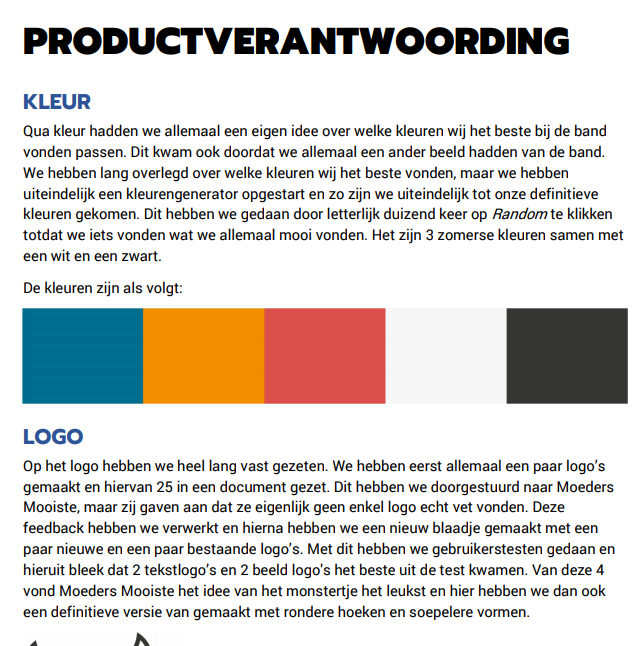 PRODUCTVERANTWOORDING
KLEUR
Qua kleur hadden we allemaal een eigen idee over welke kleuren wij het beste bij de band
vonden passen. Dit kwam ook doordat we allemaal een ander beeld hadden van de band.
We hebben lang overlegd over welke kleuren wij het beste vonden, maar we hebben
uiteindelijk een kleurengenerator opgestart en zo zijn we uiteindelijk tot onze definitieve
kleuren gekomen. Dit hebben we gedaan door letterlijk duizend keer op Random te klikken
totdat we iets vonden wat we allemaal mooi vonden. Het zijn 3 zomerse kleuren samen met
een wit en een zwart.
De kleuren zijn als volgt:
LOGO
Op het logo hebben we heel lang vast gezeten. We hebben eerst allemaal een paar logo’s
gemaakt en hiervan 25 in een document gezet. Dit hebben we doorgestuurd naar Moeders
Mooiste, maar zij gaven aan dat ze eigenlijk geen enkel logo echt vet vonden. Deze
feedback hebben we verwerkt en hierna hebben we een nieuw blaadje gemaakt met een
paar nieuwe en een paar bestaande logo’s. Met dit hebben we gebruikerstesten gedaan en
hieruit bleek dat 2 tekstlogo’s en 2 beeld logo’s het beste uit de test kwamen. Van deze 4
vond Moeders Mooiste het idee van het monstertje het leukst en hier hebben we dan ook
een definitieve versie van gemaakt met rondere hoeken en soepelere vormen.